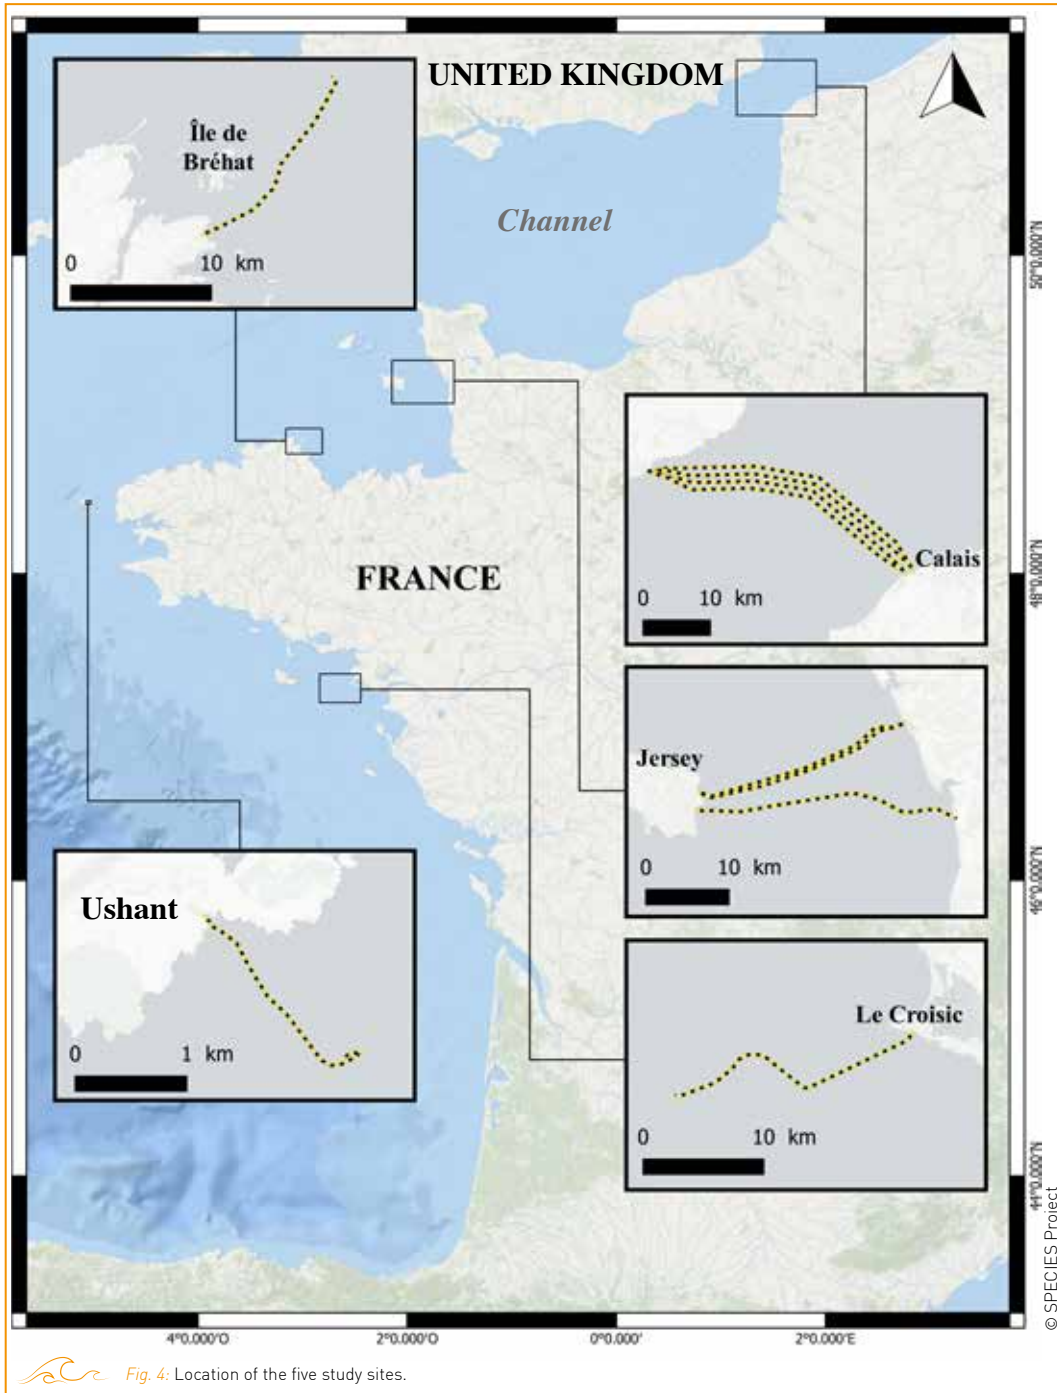 UNITED KINGDOM
Île de
Bréhat
0 10 km
Channel
50°0.000'N
Calais
0 10 km
48°0.000'N
FRANCE
Jersey
0 10 km
46°0.000'N
Ushant
0 1 km
Le Croisic
0 10 km
44°0.000'N
4°0.000'O 2°0.000'O 0°0.000' 2°0.000'E
© SPECIES Project
Fig. 4: Location of the five study sites.